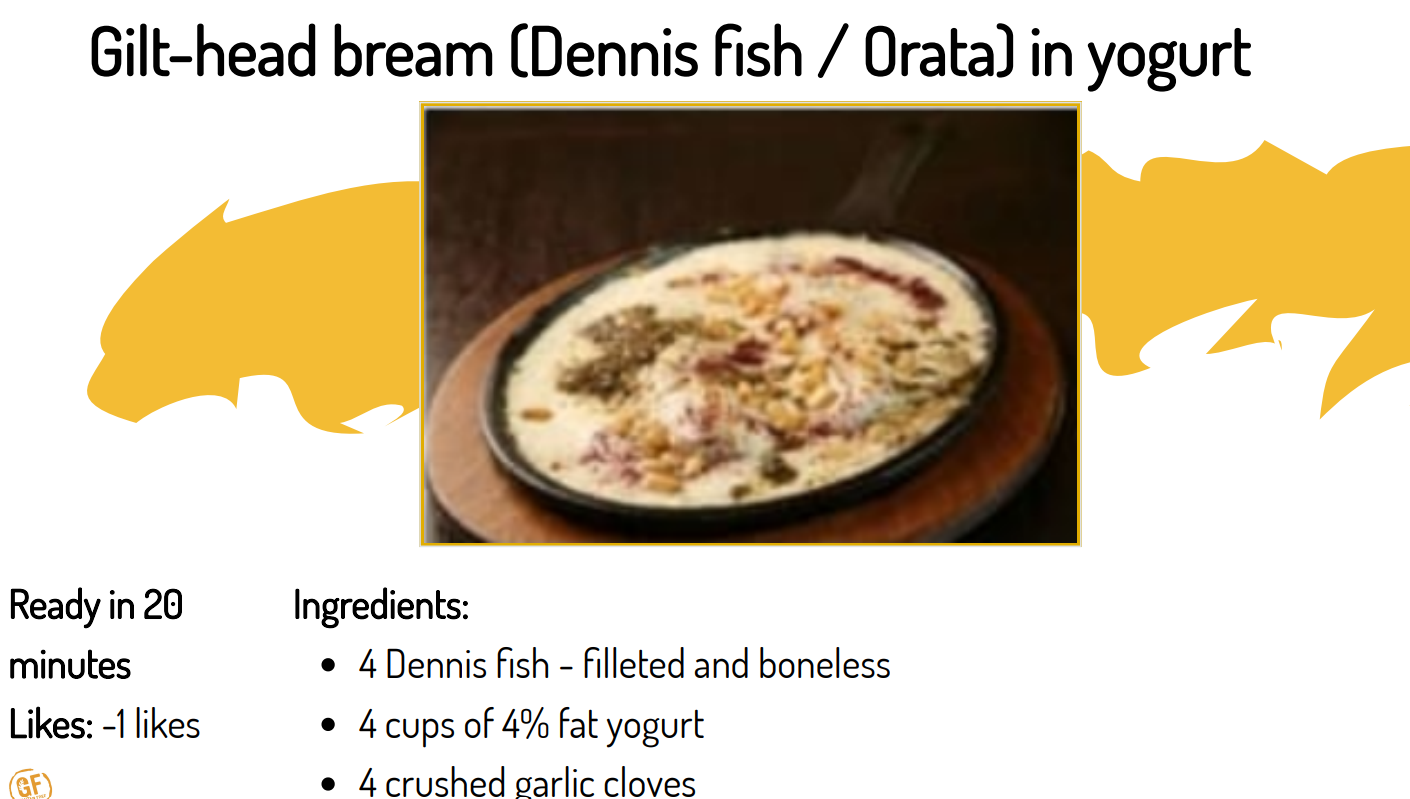 Gilt-head bream (Dennis fish / Orata) in yogurt
Ready in 20
minutes
Likes: -1 likes
GF
Ingredients:
4 Dennis fish - filleted and boneless
4 cups of 4% fat yogurt
4 crushed garlic cloves